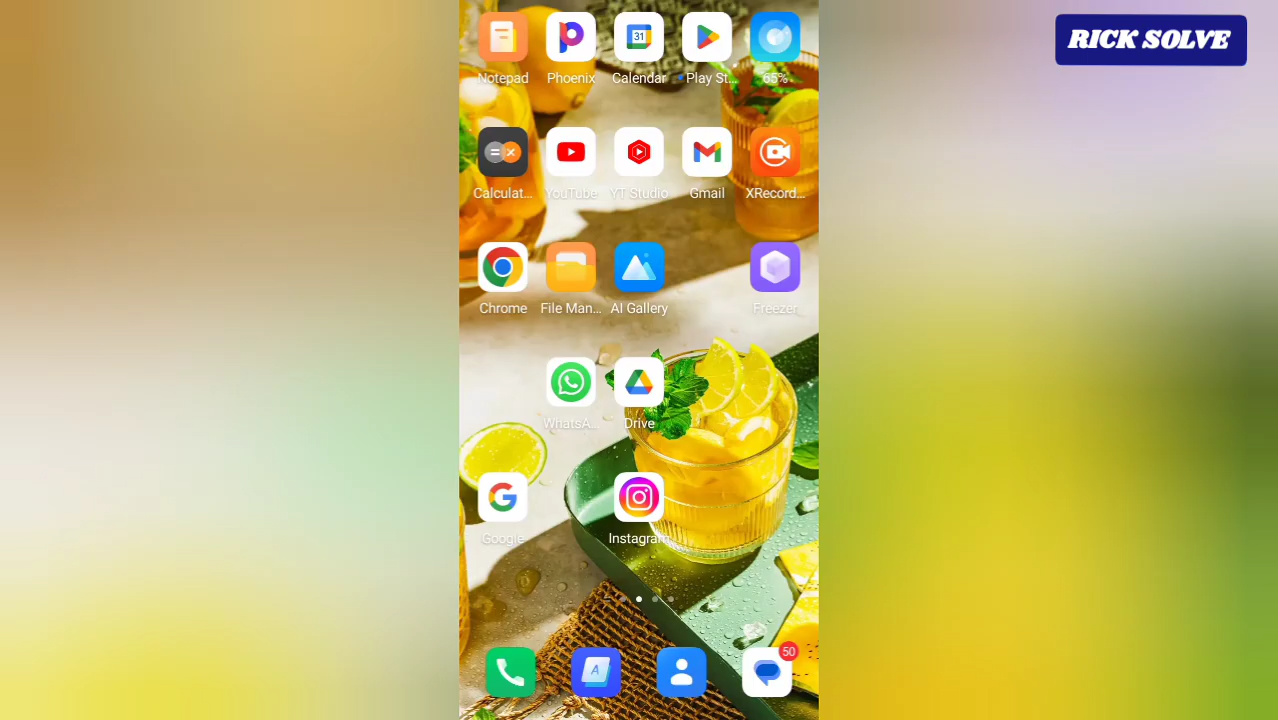 RICK SOLVE
31
Notepad Phoenix Calendar Play St... 65%
Calculat... YouTube YT Studio Gmail XRecord...
Chrome File Man... AI Gallery Freezer
WhatsA... Drive
Google Instagram
A 50